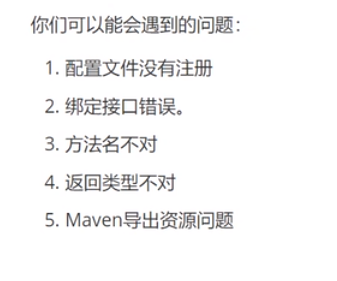 你们可以能会遇到的问题：
1. 配置文件没有注册
2. 绑定接口错误。
3. 方法名不对
4. 返回类型不对
5. Maven导出资源问题